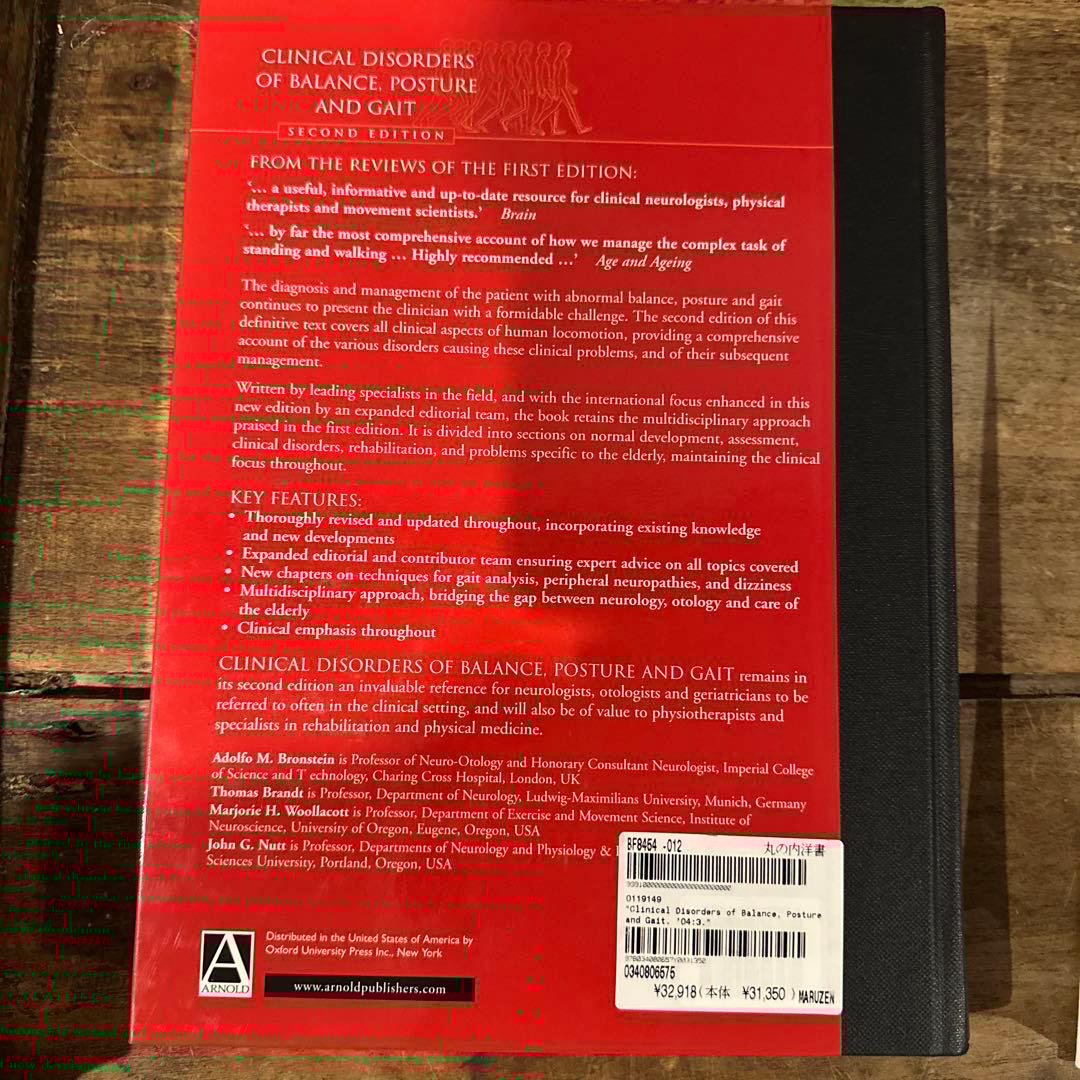 CLINICAL DISORDERS
OF BALANCE, POSTURE
AND GAIT
SECOND EDITION
FROM THE REVIEWS OF THE FIRST EDITION:
'... a useful, informative and up-to-date resource for clinical neurologists, physical
therapists and movement scientists.' Brain
'... by far the most comprehensive account of how we manage the complex task of
standing and walking ... Highly recommended ...' Age and Ageing
The diagnosis and management of the patient with abnormal balance, posture and gait
continues to present the clinician with a formidable challenge. The second edition of this
definitive text covers all clinical aspects of human locomotion, providing a comprehensive
account of the various disorders causing these clinical problems, and of their subsequent
management.
Written by leading specialists in the field, and with the international focus enhanced in this
new edition by an expanded editorial team, the book retains the multidisciplinary approach
praised in the first edition. It is divided into sections on normal development, assessment,
clinical disorders, rehabilitation, and problems specific to the elderly, maintaining the clinical
focus throughout.
KEY FEATURES:
• Thoroughly revised and updated throughout, incorporating existing knowledge
and new developments
• Expanded editorial and contributor team ensuring expert advice on all topics covered
• New chapters on techniques for gait analysis, peripheral neuropathies, and dizziness
• Multidisciplinary approach, bridging the gap between neurology, otology and care of
the elderly
• Clinical emphasis throughout
CLINICAL DISORDERS OF BALANCE, POSTURE AND GAIT remains in
its second edition an invaluable reference for neurologists, otologists and geriatricians to be
referred to often in the clinical setting, and will also be of value to physiotherapists and
specialists in rehabilitation and physical medicine.
Adolfo M. Bronstein is Professor of Neuro-Otology and Honorary Consultant Neurologist, Imperial College
of Science and T echnology, Charing Cross Hospital, London, UK
Thomas Brandt is Professor, Department of Neurology, Ludwig-Maximilians University, Munich, Germany
Marjorie H. Woollacott is Professor, Department of Exercise and Movement Science, Institute of
Neuroscience, University of Oregon, Eugene, Oregon, USA
John G. Nutt is Professor, Departments of Neurology and Physiology &
Sciences University, Portland, Oregon, USA
BF8454 -012 丸の内洋書
0119149
"Clinical Disorders of Balance, Posture
and Gait. '04:3."
0340806575
¥32,918(本体 ¥31,350) MARUZEN
A
ARNOLD
Distributed in the United States of America by
Oxford University Press Inc., New York
www.arnoldpublishers.com